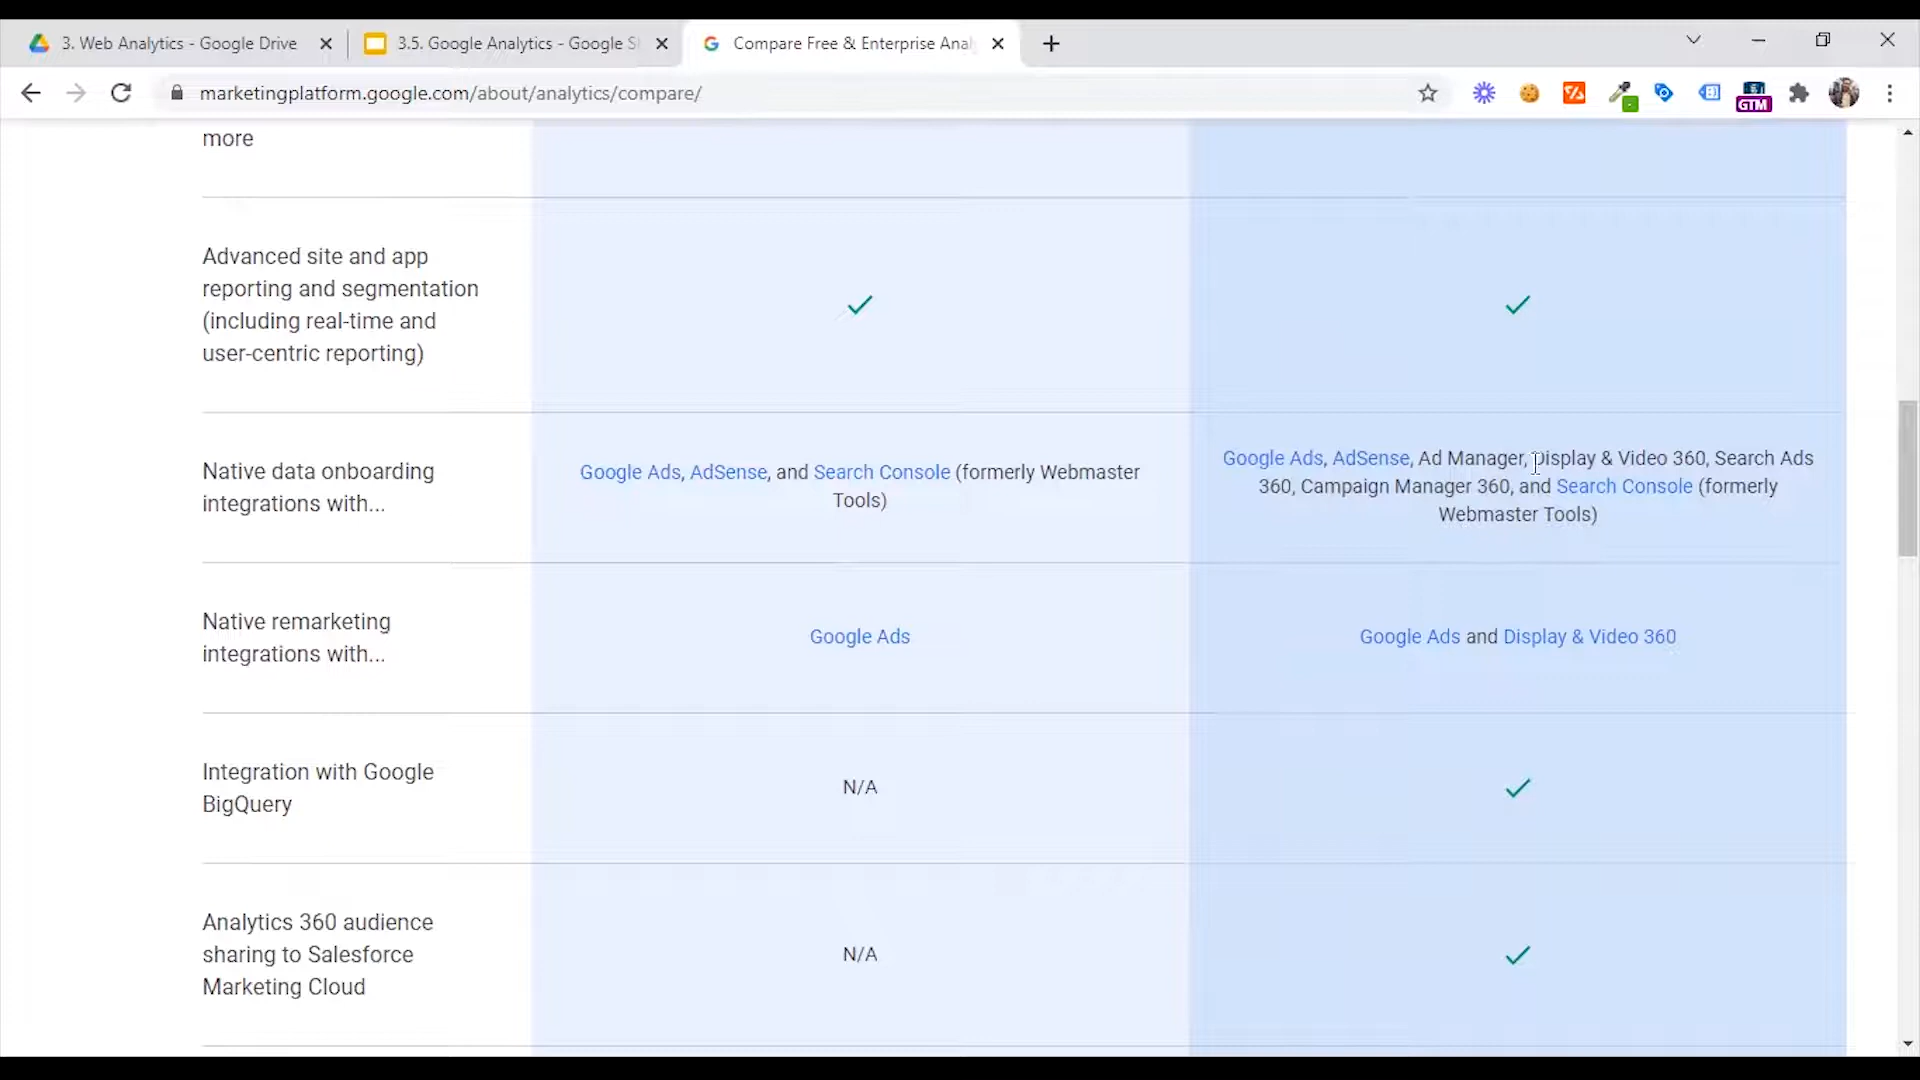 3. Web Analytics - Google Drive
3.5. Google Analytics - Google S
Compare Free & Enterprise Anal
marketingplatform.google.com/about/analytics/compare/
GTM
more
Advanced site and app
reporting and segmentation
(including real-time and
user-centric reporting)
Native data onboarding
integrations with...
Google Ads, AdSense, and Search Console (formerly Webmaster
Tools)
Google Ads, AdSense, Ad Manager, Display & Video 360, Search Ads
360, Campaign Manager 360, and Search Console (formerly
Webmaster Tools)
Native remarketing
integrations with...
Google Ads
Google Ads and Display & Video 360
Integration with Google
BigQuery
N/A
Analytics 360 audience
sharing to Salesforce
Marketing Cloud
N/A